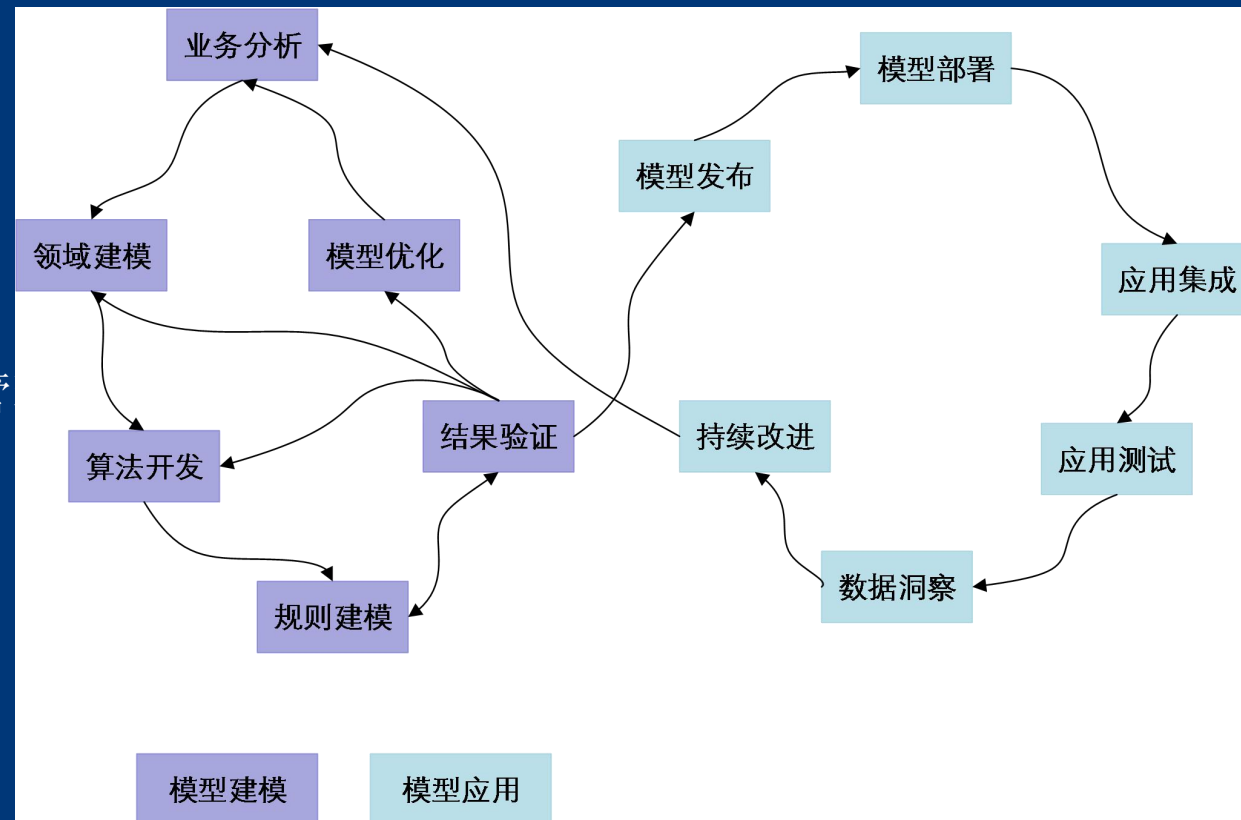 业务分析
模型部署
模型发布
领域建模
模型优化
应用集成
算法开发
结果验证
持续改进
应用测试
数据洞察
规则建模
模型建模
模型应用